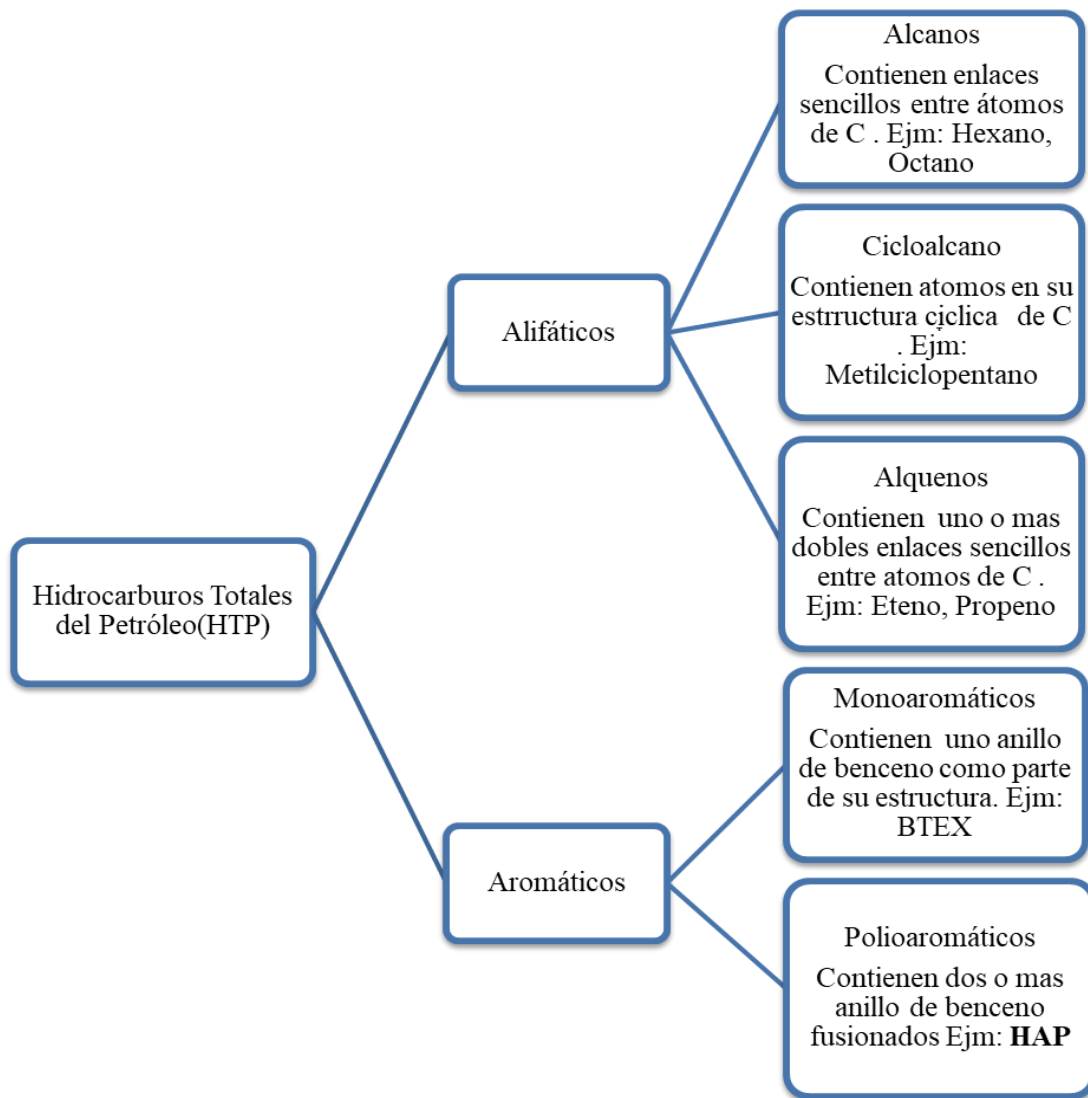 Alcanos
Contienen enlaces
sencillos entre átomos
de C . Ejm: Hexano,
Octano
Cicloalcano
Contienen atomos en su
estrructura ciclica de C
. Ejm:
Metilciclopentano
Alifáticos
Alquenos
Contienen uno o mas
dobles enlaces sencillos
entre atomos de C .
Ejm: Eteno, Propeno
Hidrocarburos Totales
del Petróleo(HTP)
Monoaromáticos
Contienen uno anillo
de benceno como parte
de su estructura. Ejm:
BTEX
Aromáticos
Polioaromáticos
Contienen dos o mas
anillo de benceno
fusionados Ejm: HAP